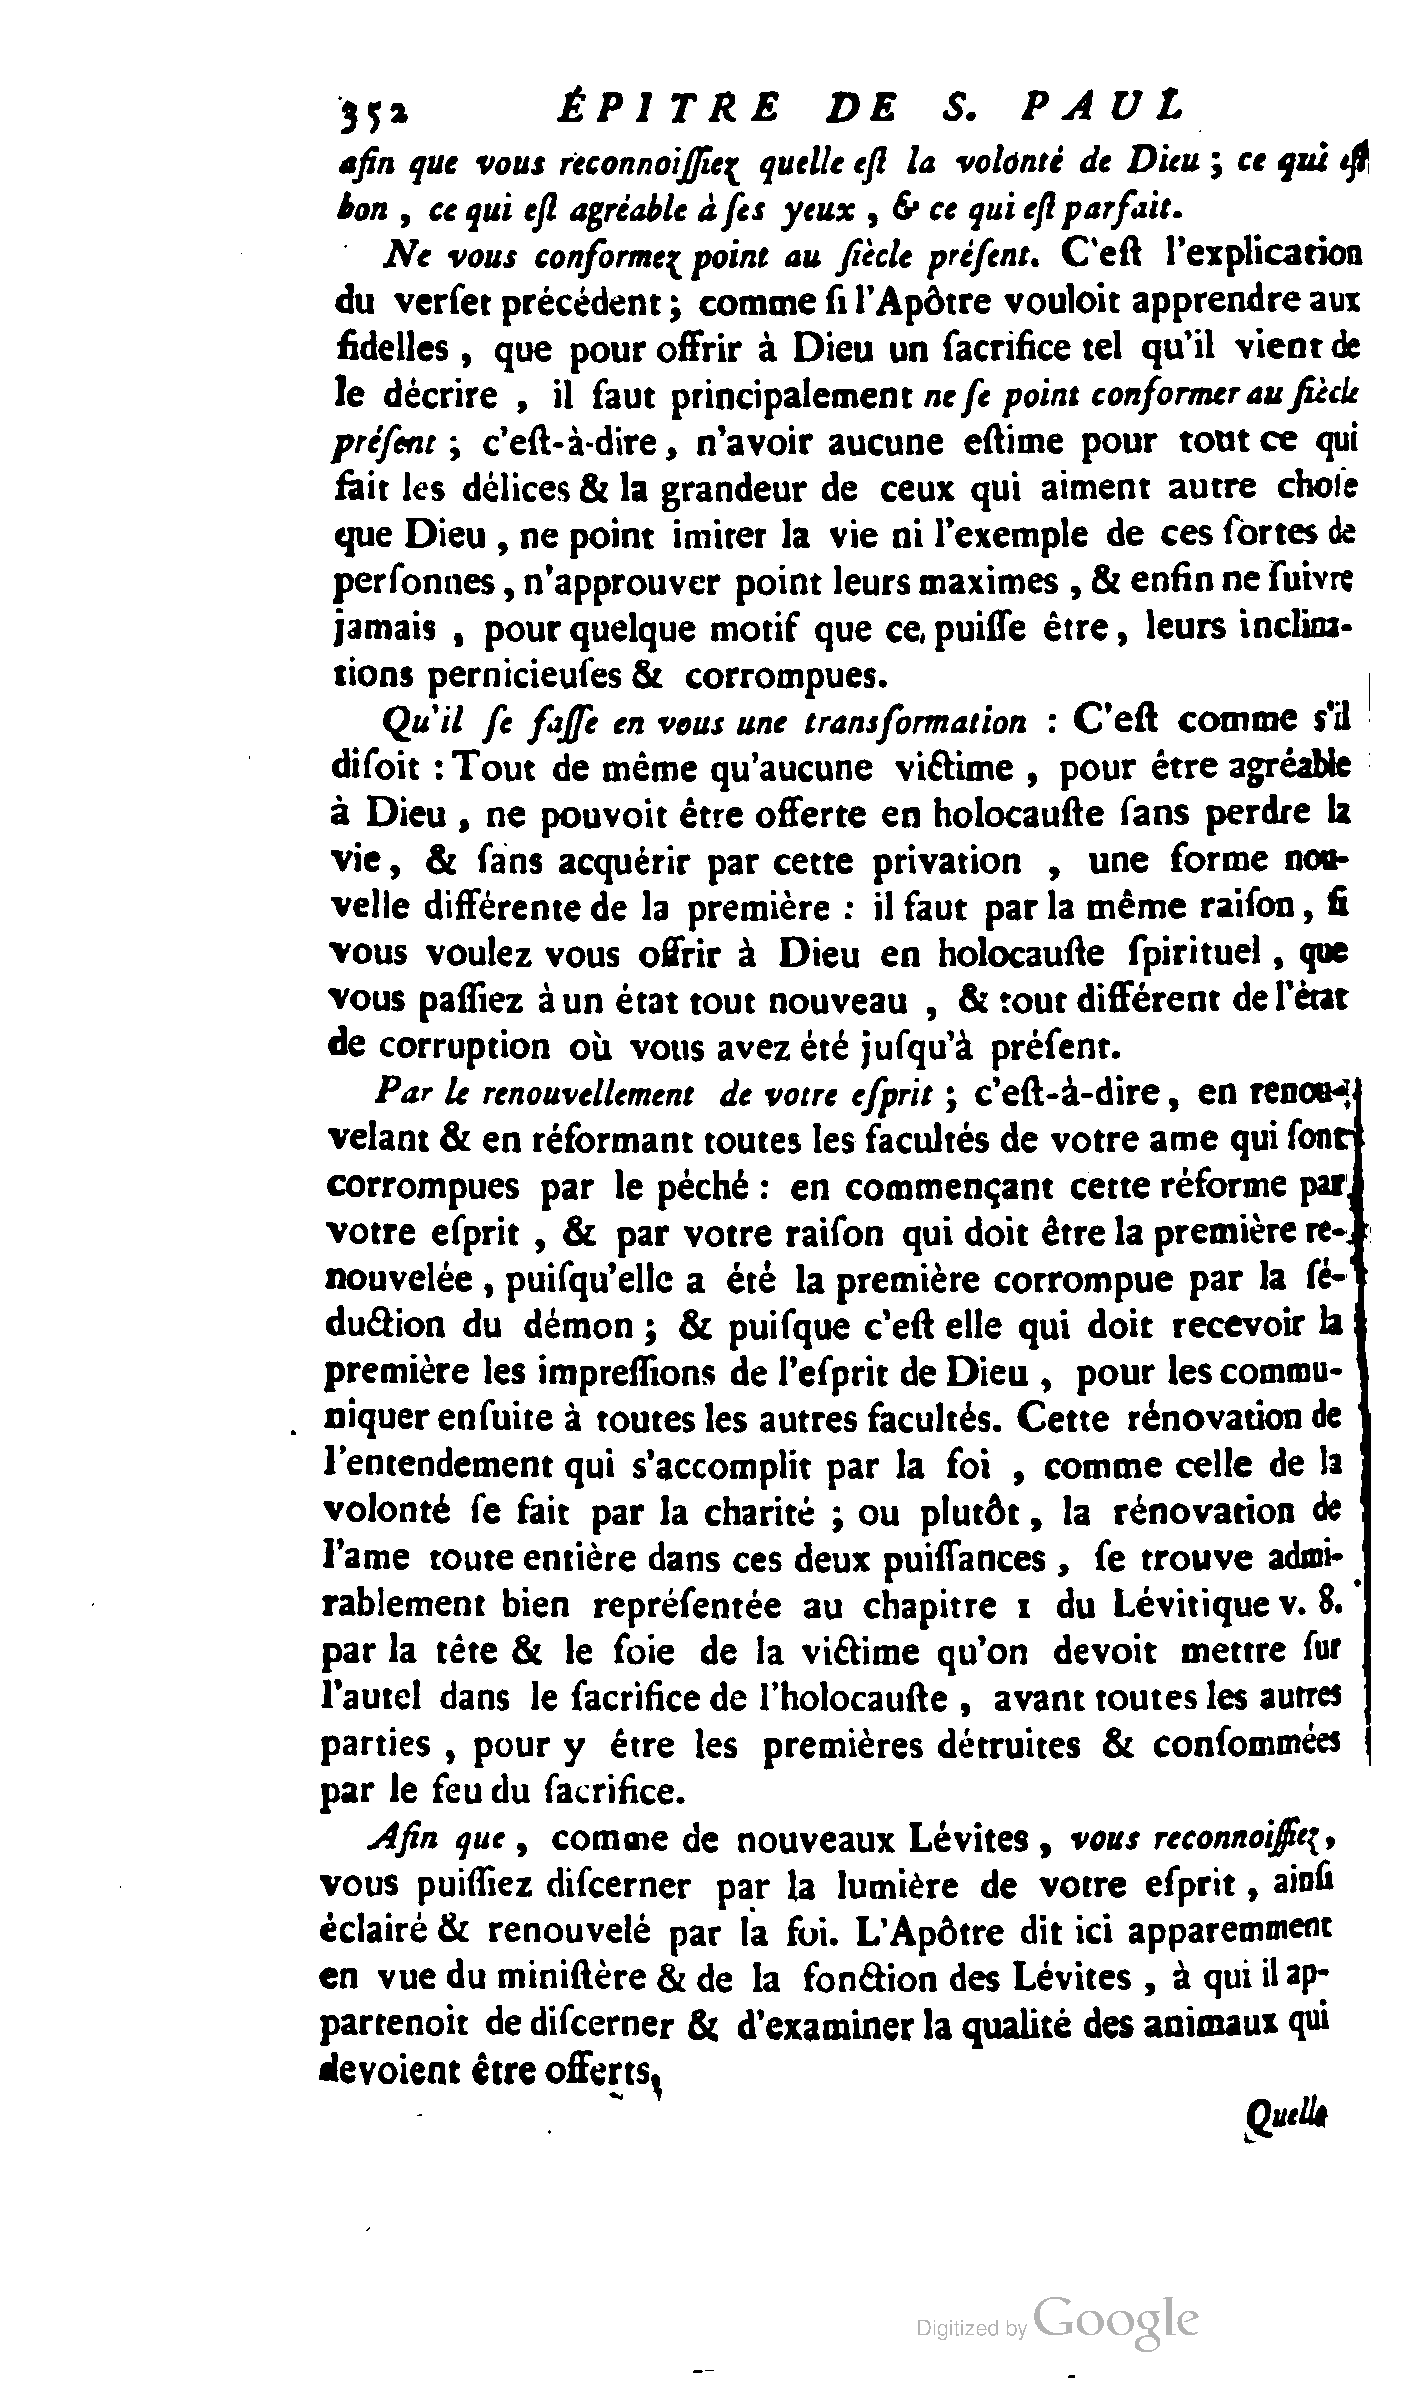 352 ÉPITRE DE S. PAUL
afin que vous reconnoiſſiez quelle eſt la volonté de Dieu ; ce qui eſt
bon , ce qui eſt agréable à ſes yeux , & ce qui eſt parfait.
Ne vous conformez point au ſiècle préſent. C'eſt l'explication
du verſet précédent ; comme ſi l'Apôtre vouloit apprendre aux
fidelles , que pour offrir à Dieu un ſacrifice tel qu'il vient de
le décrire , il faut principalement ne ſe point conformer au ſiècle
préſent ; c'eſt-à-dire , n'avoir aucune eſtime pour tout ce qui
fait les délices & la grandeur de ceux qui aiment autre choſe
que Dieu , ne point imiter la vie ni l'exemple de ces ſortes de
perſonnes , n'approuver point leurs maximes , & enfin ne ſuivre
jamais , pour quelque motif que ce puiſſe être , leurs inclina-
tions pernicieuſes & corrompues.
Qu'il ſe faſſe en vous une transformation : C'eſt comme s'il
diſoit : Tout de même qu'aucune victime , pour être agréable
à Dieu , ne pouvoit être offerte en holocauſte ſans perdre la
vie , & ſans acquérir par cette privation , une forme nou-
velle différente de la première : il faut par la même raiſon , ſi
vous voulez vous offrir à Dieu en holocauſte ſpirituel , que
vous paſſiez à un état tout nouveau , & tout différent de l'état
de corruption où vous avez été juſqu'à préſent.
Par le renouvellement de votre eſprit ; c'eſt-à-dire , en renou-
velant & en réformant toutes les facultés de votre ame qui ſont
corrompues par le péché : en commençant cette réforme par
votre eſprit , & par votre raiſon qui doit être la première re-
nouvelée , puiſqu'elle a été la première corrompue par la ſé-
duction du démon ; & puiſque c'eſt elle qui doit recevoir la
première les impreſſions de l'eſprit de Dieu , pour les commu-
niquer enſuite à toutes les autres facultés. Cette rénovation de
l'entendement qui s'accomplit par la foi , comme celle de la
volonté ſe fait par la charité ; ou plutôt , la rénovation de
l'ame toute entière dans ces deux puiſſances , ſe trouve admi-
rablement bien repréſentée au chapitre 1 du Lévitique v. 8.
par la tête & le foie de la victime qu'on devoit mettre ſur
l'autel dans le ſacrifice de l'holocauſte , avant toutes les autres
parties , pour y être les premières détruites & conſommées
par le feu du ſacrifice.
Afin que , comme de nouveaux Lévites , vous reconnoiſſiez ,
vous puiſſiez diſcerner par la lumière de votre eſprit , ainſi
éclairé & renouvelé par la foi. L'Apôtre dit ici apparemment
en vue du miniſtère & de la fonction des Lévites , à qui il ap-
partenoit de diſcerner & d'examiner la qualité des animaux qui
devoient être offerts,
Quelle
Digitized by Google